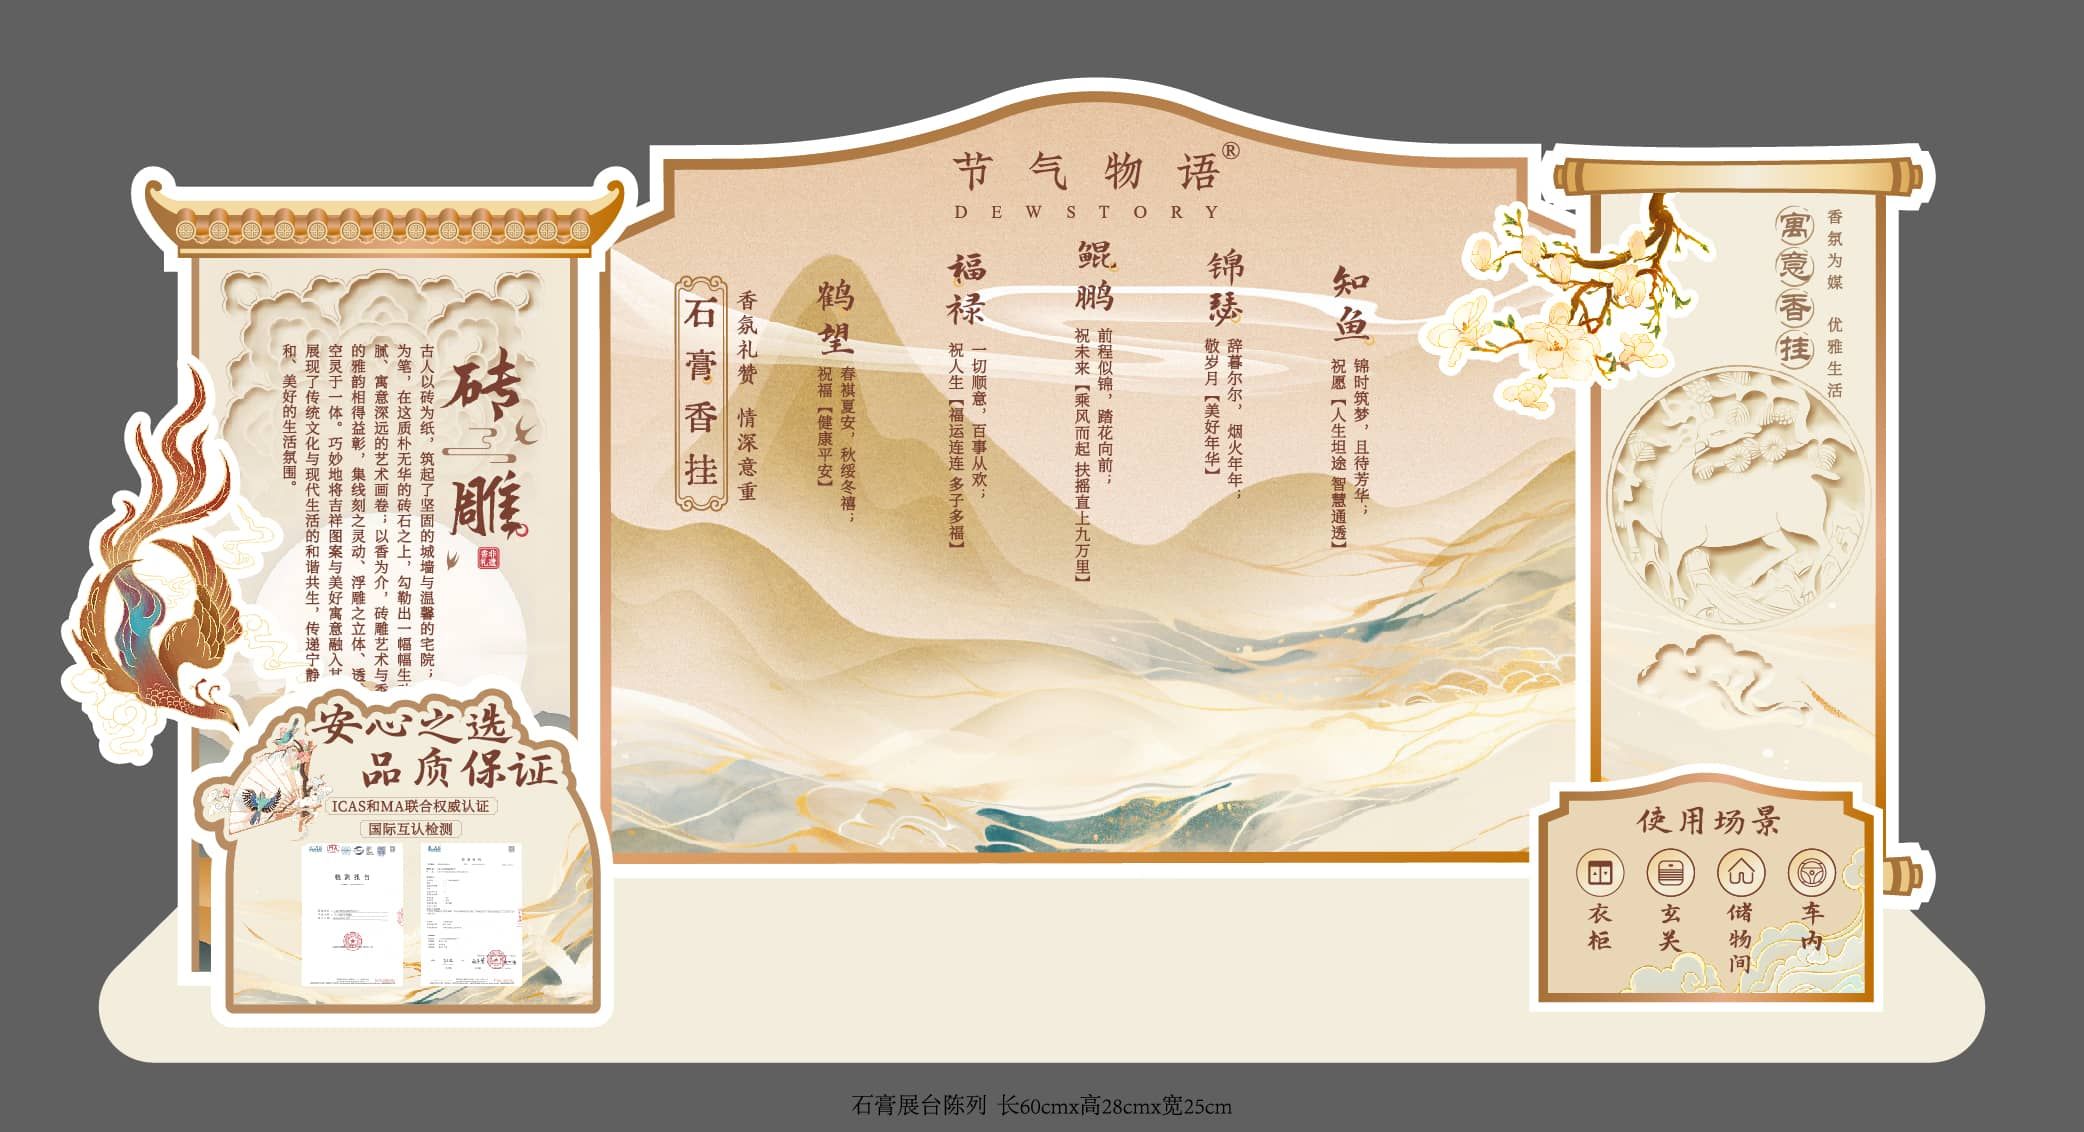 节气物语®
DEWSTORY
石膏香挂
香氛礼赞 情深意重
鹤望
春祺夏安，秋绥冬禧；
祝福【健康平安】
福禄
一切顺意，百事从欢；
祝人生【福运连连 多子多福】
鲲鹏
前程似锦，踏花向前；
祝未来【乘风而起 扶摇直上九万里】
锦瑟
辞暮尔尔，烟火年年；
敬岁月【美好年华】
知鱼
锦时筑梦，且待芳华；
祝愿【人生坦途 智慧通透】
砖雕
非遗香礼
古人以砖为纸，筑起了坚固的城墙与温馨的宅院；
为笔，在这质朴无华的砖石之上，勾勒出一幅幅生
腻、寓意深远的艺术画卷；以香为介，砖雕艺术与
的雅韵相得益彰，集线刻之灵动、浮雕之立体、透
空灵于一体。巧妙地将吉祥图案与美好寓意融入其
展现了传统文化与现代生活的和谐共生，传递宁静
和、美好的生活氛围。
安心之选
品质保证
ICAS和MA联合权威认证
国际互认检测
检测报告
香氛为媒 优雅生活
寓意香挂
使用场景
衣柜
玄关
储物间
车内
石膏展台陈列 长60cmx高28cmx宽25cm